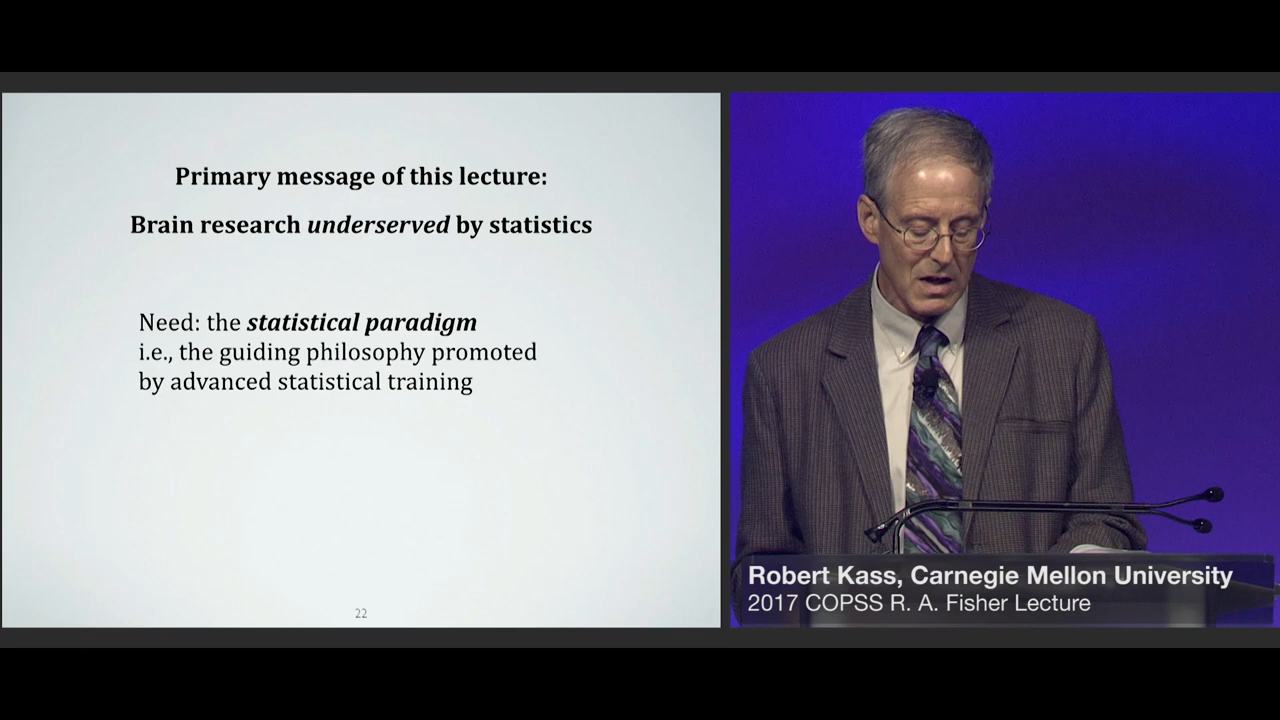 Primary message of this lecture:
Brain research underserved by statistics
Need: the statistical paradigm
i.e., the guiding philosophy promoted
by advanced statistical training
22
Robert Kass, Carnegie Mellon University
2017 COPSS R. A. Fisher Lecture